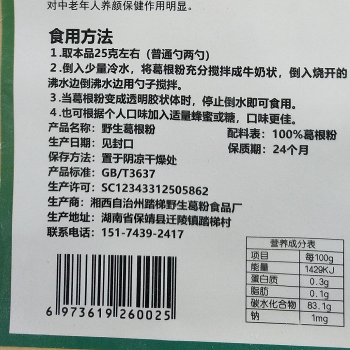 对中老年人养颜保健作用明显。
食用方法
1.取本品25克左右(普通勺两勺)
2.倒入少量冷水，将葛根粉充分搅拌成牛奶状，倒入烧开的
沸水边倒沸水边用勺子搅拌。
3.当葛根粉变成透明胶状体时，停止倒水即可食用。
4.也可根据个人口味加入适量蜂蜜或糖，口味更佳。
产品名称：野生葛根粉 配料表：100%葛根粉
生产日期：见封口 保质期：24个月
保存方法：置于阴凉干燥处
产品标准：GB/T3637
生产许可：SC12343312505862
生产商：湘西自治州踏梯野生葛粉食品厂
生产地址：湖南省保靖县迁陵镇踏梯村
联系电话：151-7439-2417
营养成分表
项目 每100g
能量 1429KJ
蛋白质 0.3g
脂肪 0.1g
碳水化合物 83.1g
钠 1mg
6 973619 260025